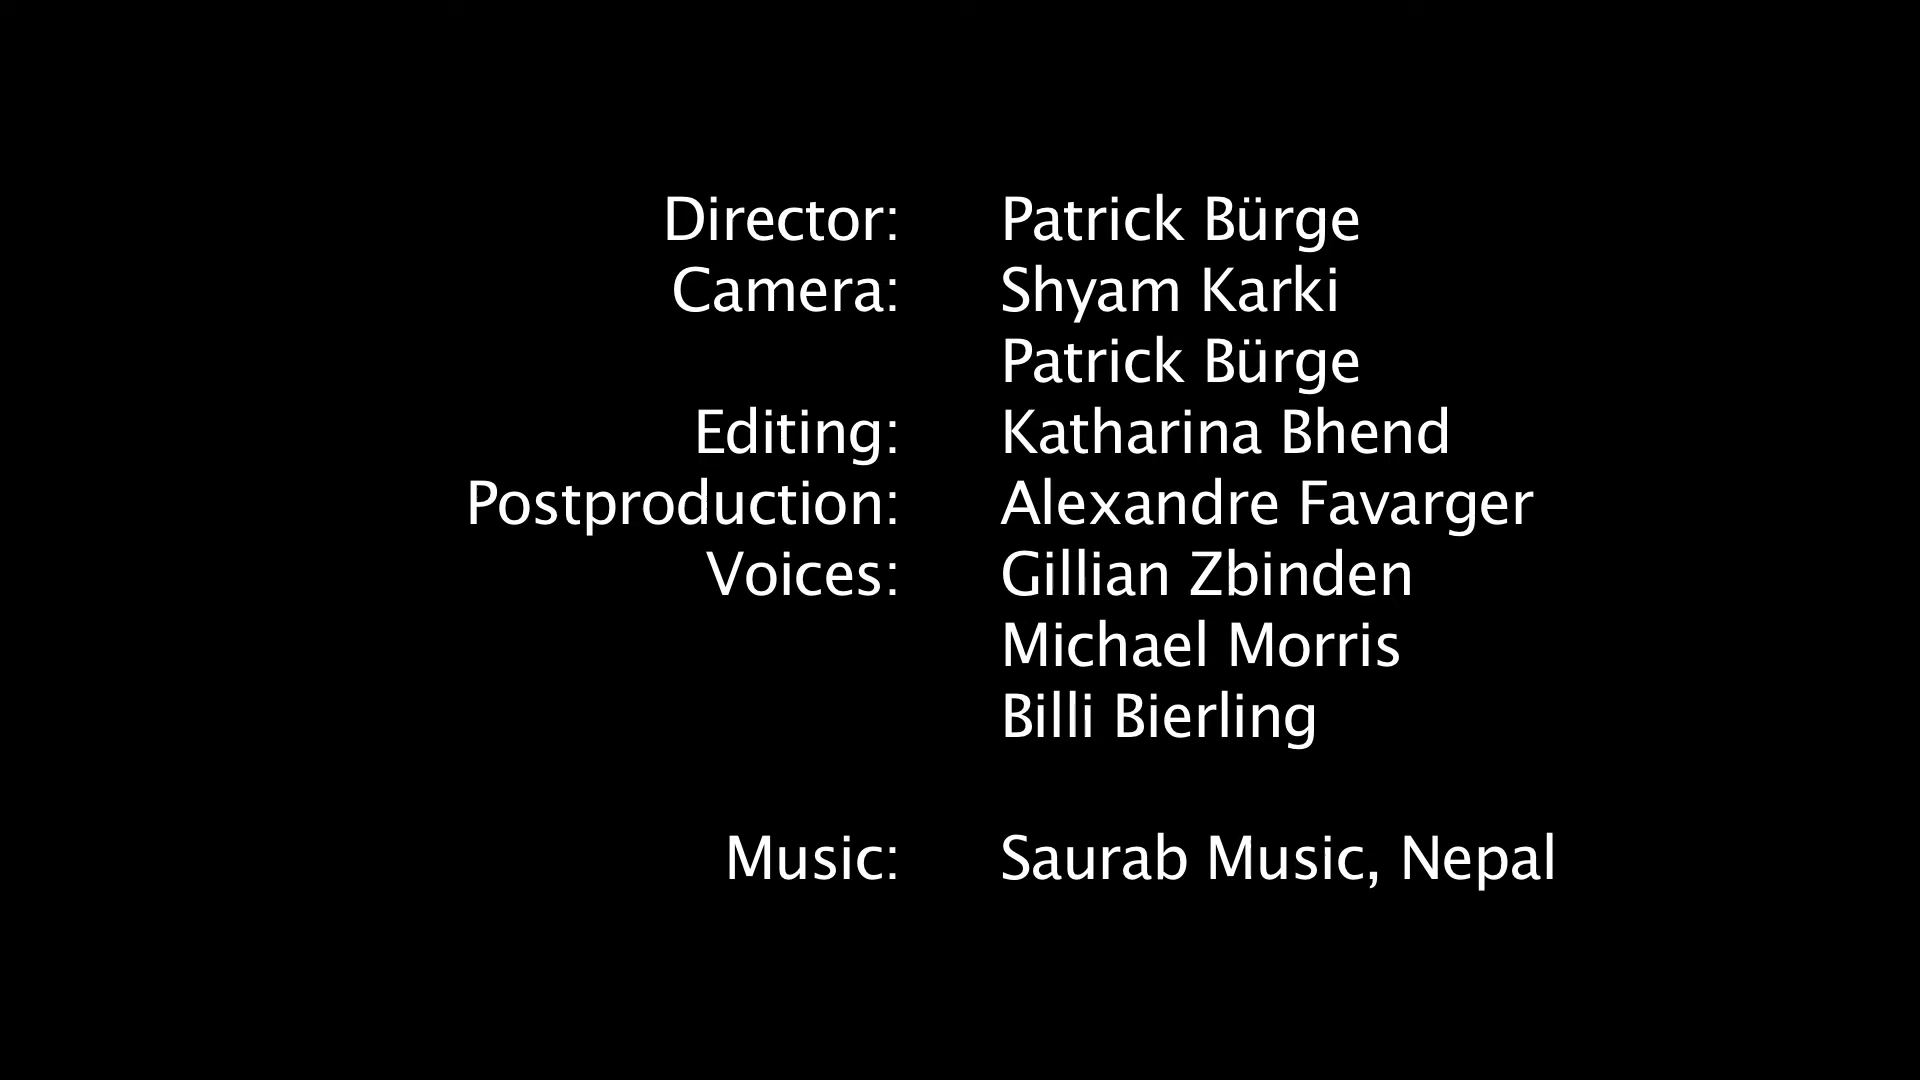 Director: Patrick Bürge
Camera: Shyam Karki
Patrick Bürge
Editing: Katharina Bhend
Postproduction: Alexandre Favarger
Voices: Gillian Zbinden
Michael Morris
Billi Bierling
Music: Saurab Music, Nepal